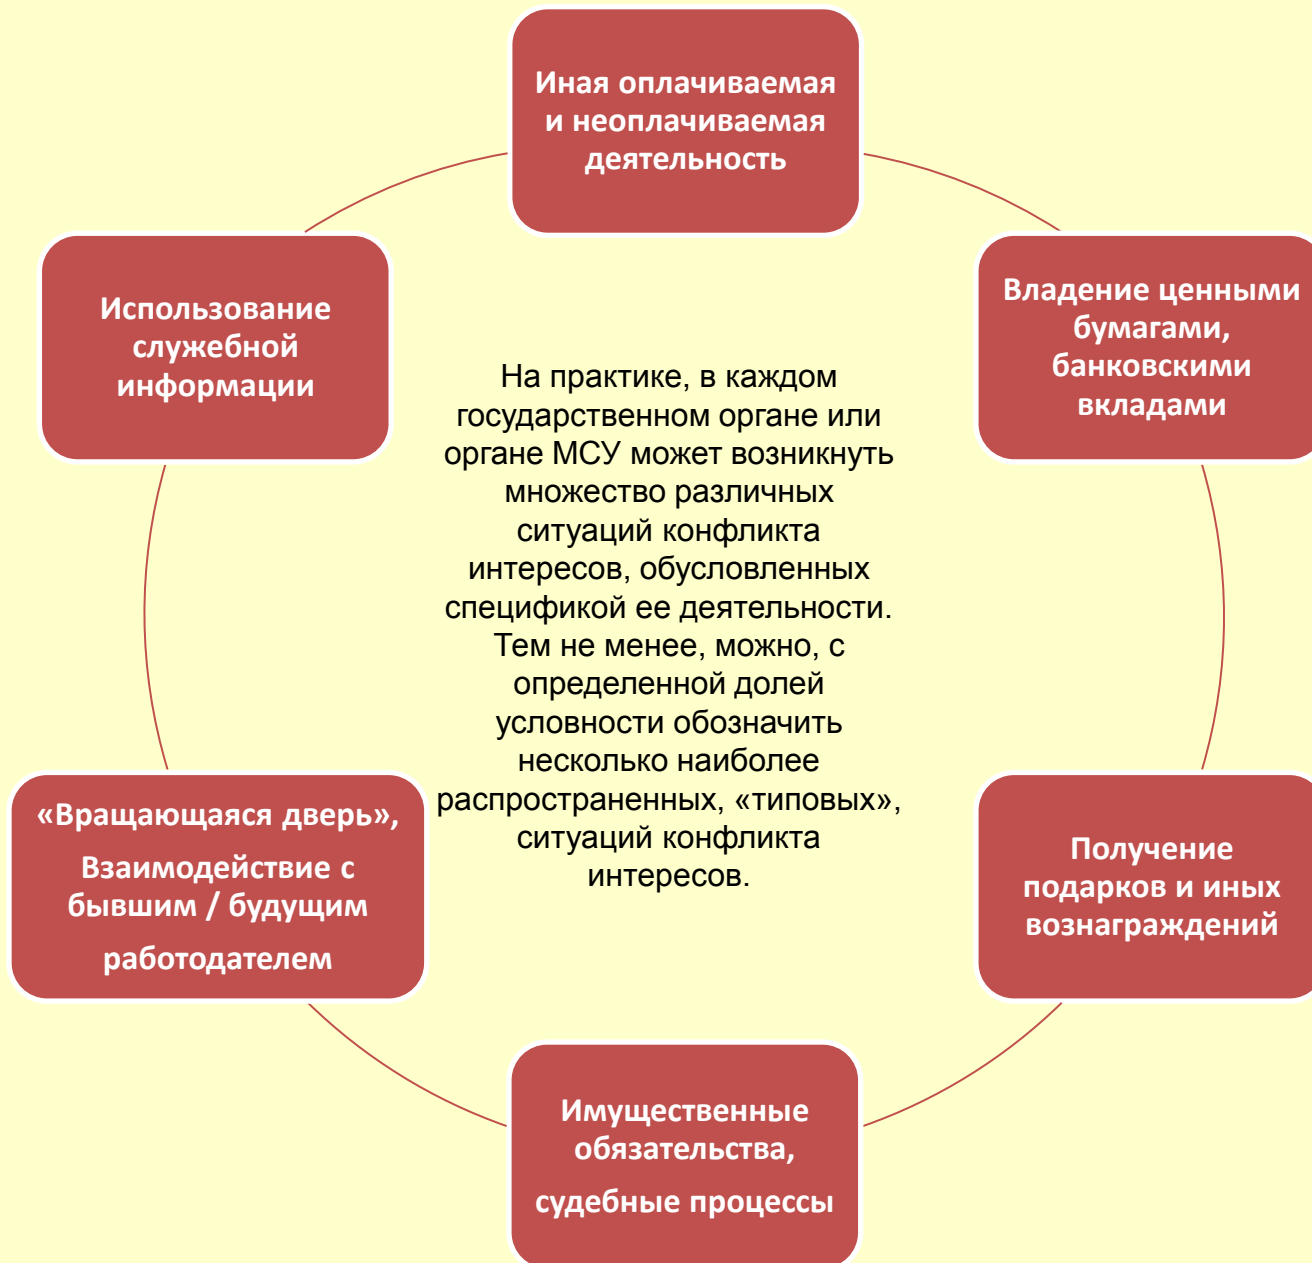 Иная оплачиваемая
и неоплачиваемая
деятельность
Владение ценными
бумагами,
банковскими
вкладами
Получение
подарков и иных
вознаграждений
Имущественные
обязательства,
судебные процессы
«Вращающаяся дверь»,
Взаимодействие с
бывшим / будущим
работодателем
Использование
служебной
информации
На практике, в каждом
государственном органе или
органе МСУ может возникнуть
множество различных
ситуаций конфликта
интересов, обусловленных
спецификой ее деятельности.
Тем не менее, можно, с
определенной долей
условности обозначить
несколько наиболее
распространенных, «типовых»,
ситуаций конфликта
интересов.